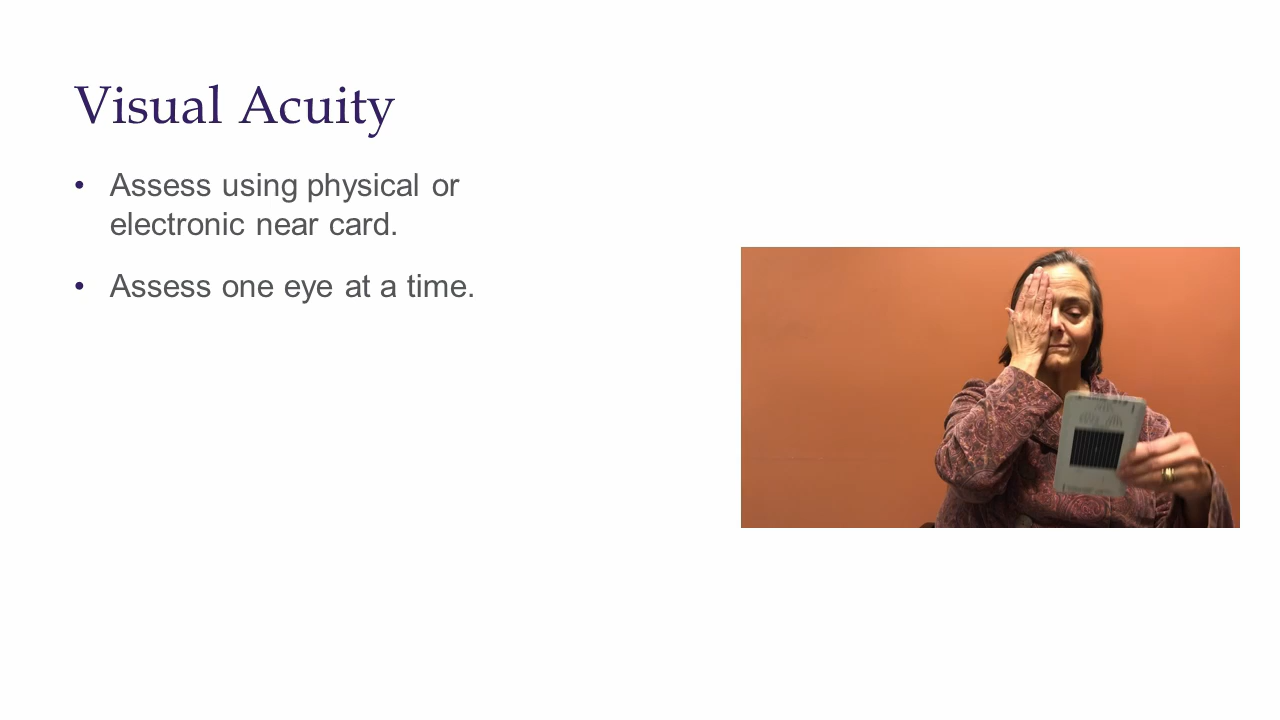 Visual Acuity
• Assess using physical or
electronic near card.
• Assess one eye at a time.